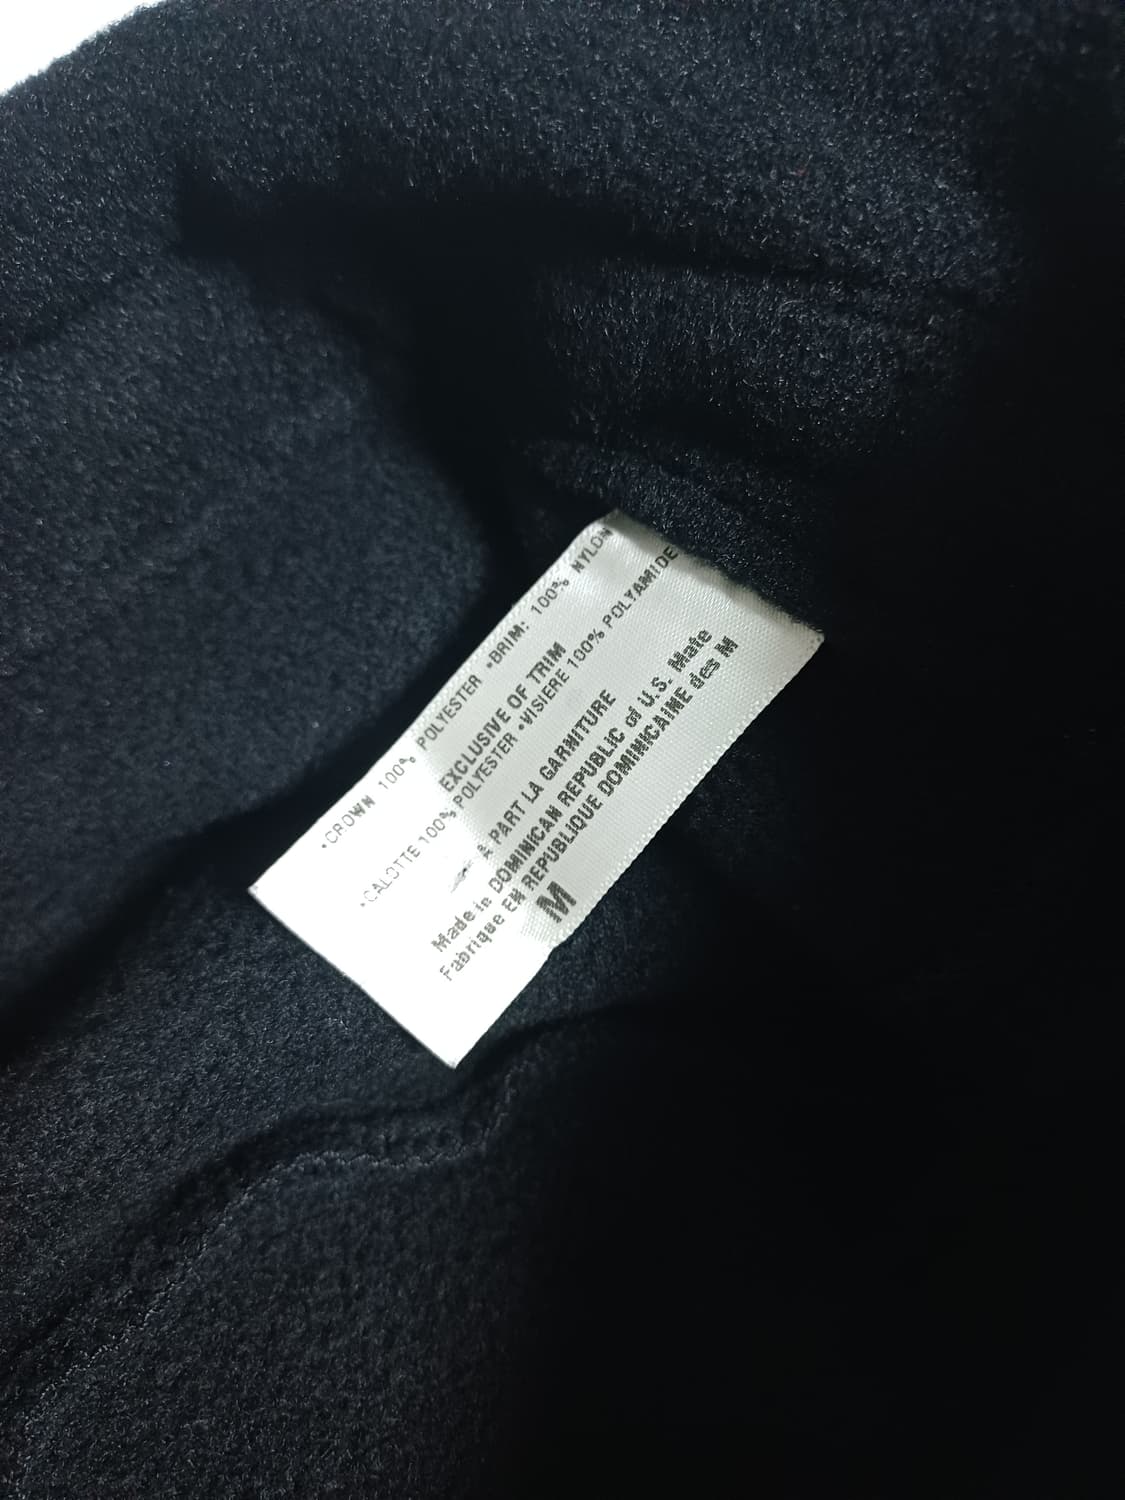 •CROWN 100% POLYESTER •BRIM: 100% NYLON
EXCLUSIVE OF TRIM
•CALOTTE 100% POLYESTER •VISIERE 100% POLYAMIDE
A PART LA GARNITURE
Made in DOMINICAN REPUBLIC of U.S. Mate
Fabrique EN REPUBLIQUE DOMINICAINE des M
M